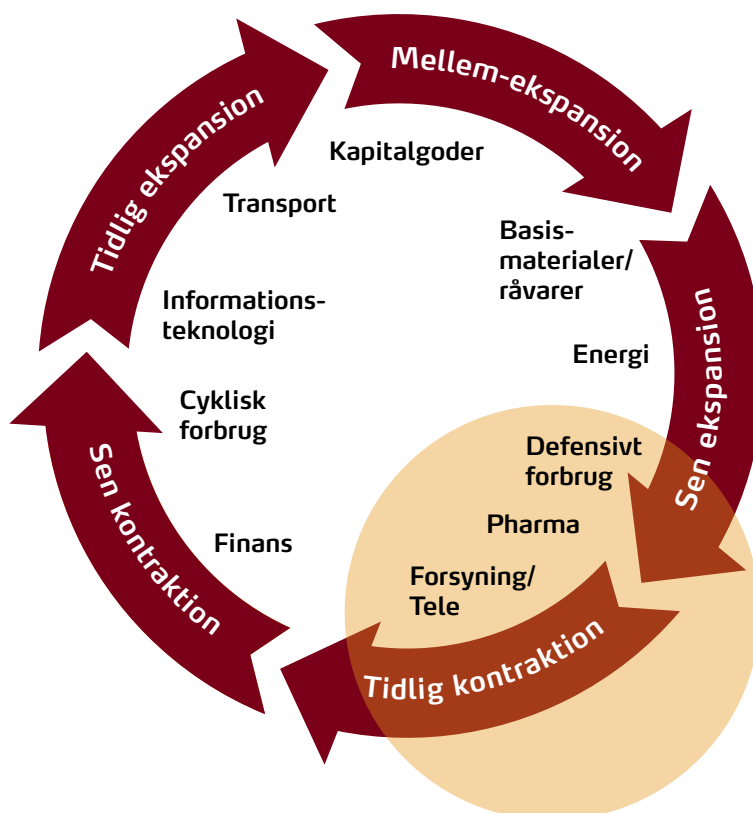 Tidlig ekspansion
Mellem-ekspansion
Sen ekspansion
Tidlig kontraktion
Sen kontraktion
Kapitalgoder
Transport
Basis-
materialer/
råvarer
Informations-
teknologi
Energi
Cyklisk
forbrug
Defensivt
forbrug
Pharma
Finans
Forsyning/
Tele